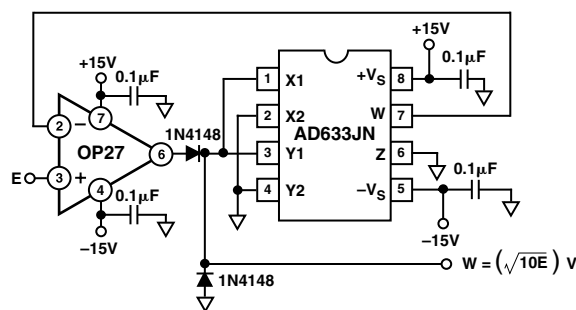 +15V
0.1μF
2
−
7
OP27
3
+
4
6
E
0.1μF
−15V
1N4148
1N4148
1 X1
2 X2
3 Y1
4 Y2
AD633JN
+VS 8
W 7
Z 6
−VS 5
+15V
0.1μF
0.1μF
−15V
W = (√10E) V